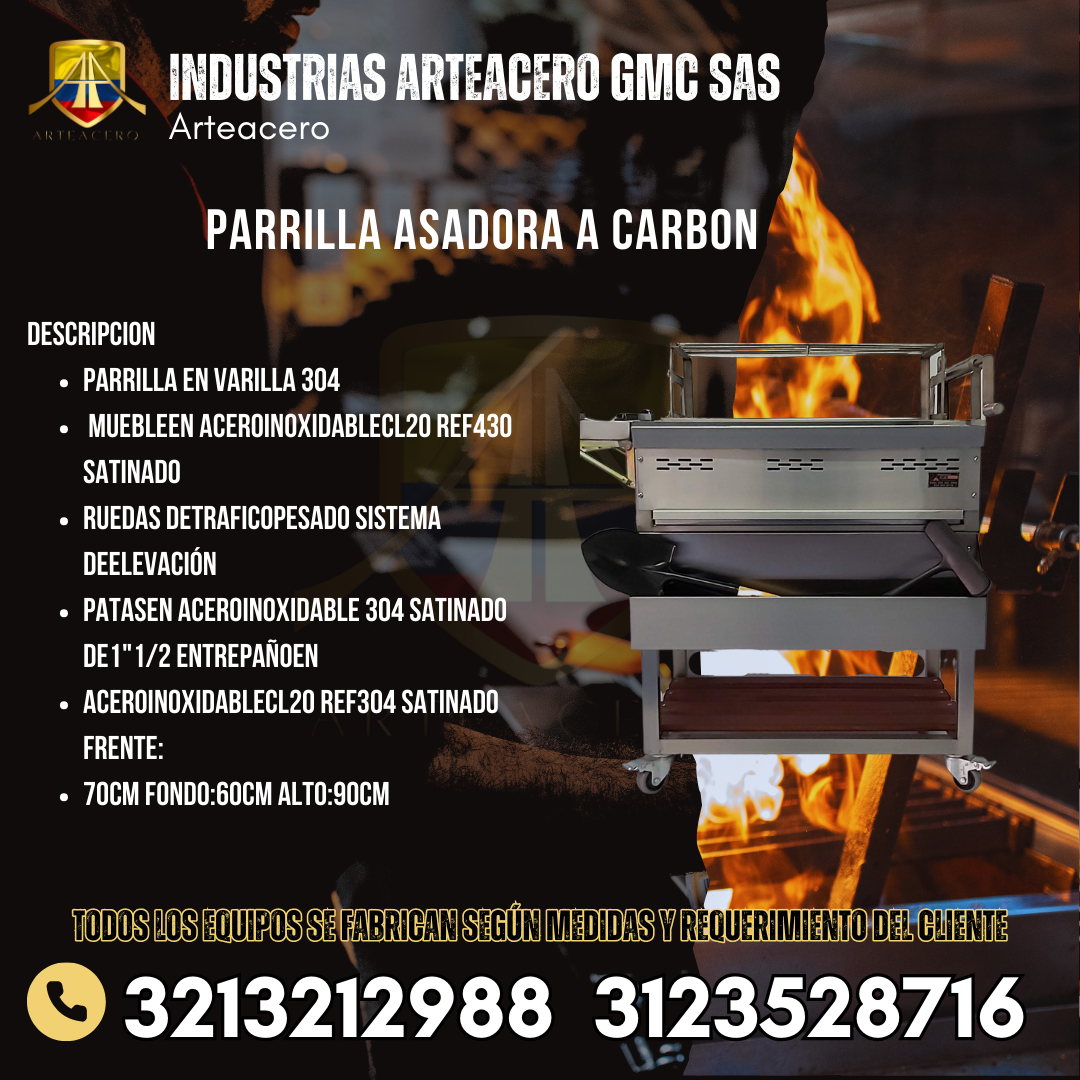 INDUSTRIAS ARTEACERO GMC SAS
Arteacero
ARTEACERO
PARRILLA ASADORA A CARBON
DESCRIPCION
• PARRILLA EN VARILLA 304
• MUEBLEEN ACEROINOXIDABLECL20 REF430
SATINADO
• RUEDAS DETRAFICOPESADO SISTEMA
DEELEVACIÓN
• PATASEN ACEROINOXIDABLE 304 SATINADO
DE1"1/2 ENTREPAÑOEN
• ACEROINOXIDABLECL20 REF304 SATINADO
FRENTE:
• 70CM FONDO:60CM ALTO:90CM
TODOS LOS EQUIPOS SE FABRICAN SEGÚN MEDIDAS Y REQUERIMIENTO DEL CLIENTE
3213212988 3123528716